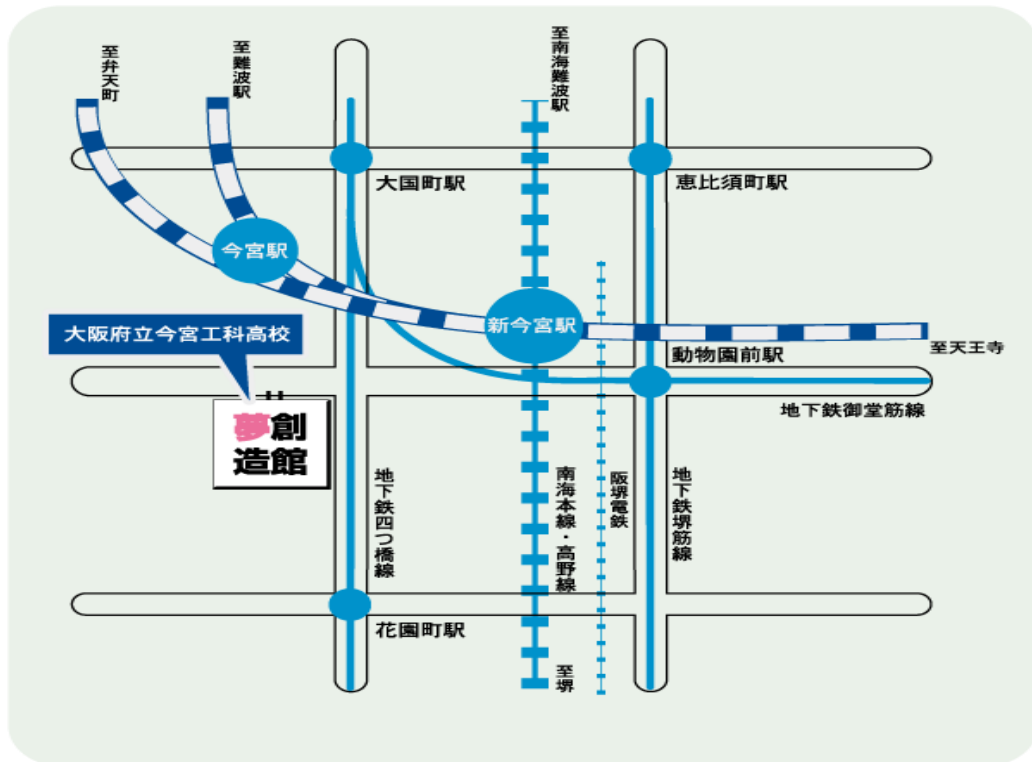 至弁天町
至難波駅
至南海難波駅
大国町駅
恵比須町駅
今宮駅
新今宮駅
大阪府立今宮工科高校
動物園前駅
至天王寺
地下鉄御堂筋線
夢創
造館
地下鉄四つ橋線
南海本線・高野線
阪堺電鉄
地下鉄堺筋線
花園町駅
至堺